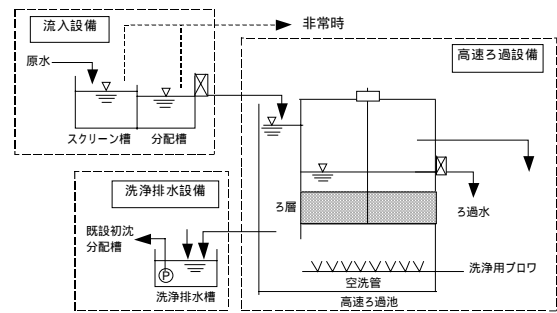 流入設備
非常時
高速ろ過設備
原水
スクリーン槽
分配槽
洗浄排水設備
ろ層
ろ過水
既設初沈
分配槽
P
洗浄排水槽
洗浄用ブロワ
空洗管
高速ろ過池